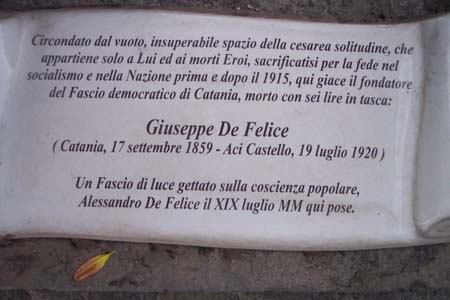 Circondato dal vuoto, insuperabile spazio della cesarea solitudine, che
appartiene solo a Lui ed ai morti Eroi, sacrificatisi per la fede nel
socialismo e nella Nazione prima e dopo il 1915, qui giace il fondatore
del Fascio democratico di Catania, morto con sei lire in tasca:
Giuseppe De Felice
( Catania, 17 settembre 1859 - Aci Castello, 19 luglio 1920 )
Un Fascio di luce gettato sulla coscienza popolare,
Alessandro De Felice il XIX luglio MM qui pose.